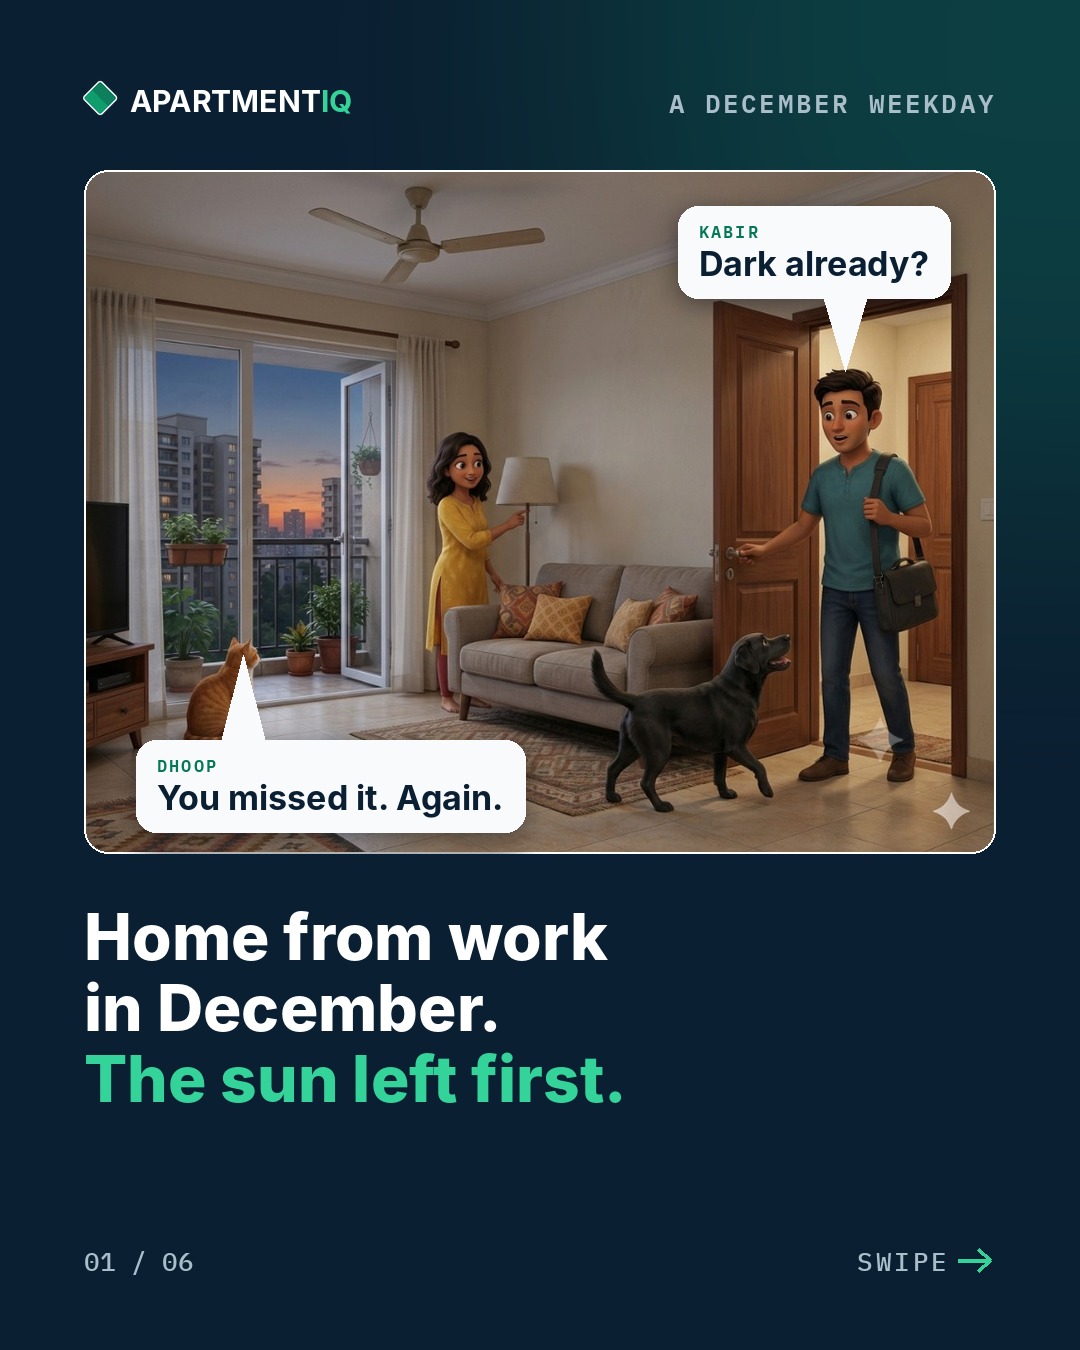 APARTMENTIQ
A DECEMBER WEEKDAY
KABIR
Dark already?
DHOOP
You missed it. Again.
Home from work
in December.
The sun left first.
01 / 06
SWIPE →